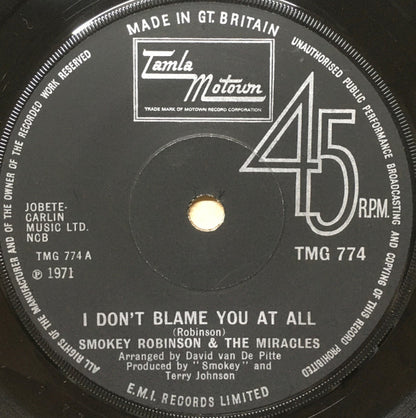 MADE IN GT. BRITAIN
UNAUTHORISED PUBLIC PERFORMANCE BROADCASTING AND COPYING OF THIS RECORD PROHIBITED
ALL RIGHTS OF THE MANUFACTURER AND OF THE OWNER OF THE RECORDED WORK RESERVED
Tamla
Motown
TRADE MARK OF MOTOWN RECORD CORPORATION
45
R.P.M.
JOBETE-
CARLIN
MUSIC LTD.
NCB
TMG 774
TMG 774 A
℗ 1971
I DON'T BLAME YOU AT ALL
(Robinson)
SMOKEY ROBINSON & THE MIRACLES
Arranged by David van De Pitte
Produced by "Smokey" and
Terry Johnson
E.M.I. RECORDS LIMITED